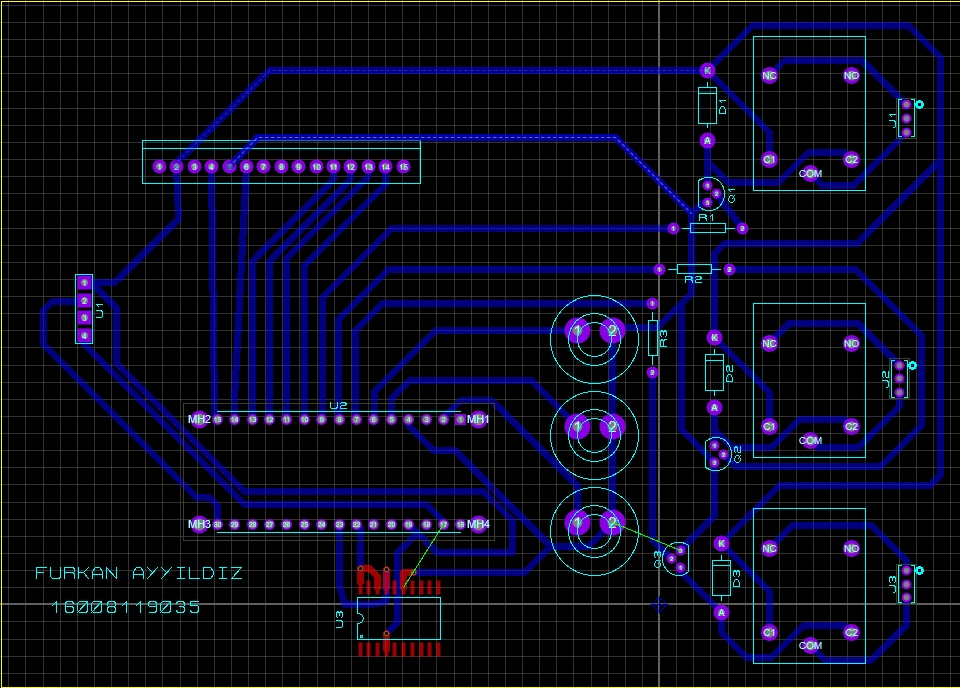 K
NC NO
D1
J1
A
1 2 3 4 5 6 7 8 9 10 11 12 13 14 15
C1 C2
COM
Q1
1 2 3
R1
1 2
1 2
R2
1
2
3
4
U1
1 2
1
R3
2
K
NC NO
D2
J2
A
U2
MH2 15 14 13 12 11 10 9 8 7 6 5 4 3 2 1 MH1
1 2
C1 C2
COM
Q2
MH3 30 29 28 27 26 25 24 23 22 21 20 19 18 17 16 MH4
1 2
K
NC NO
Q3
FURKAN AYYILDIZ
D3
J3
16008119035
U3
A
C1 C2
COM